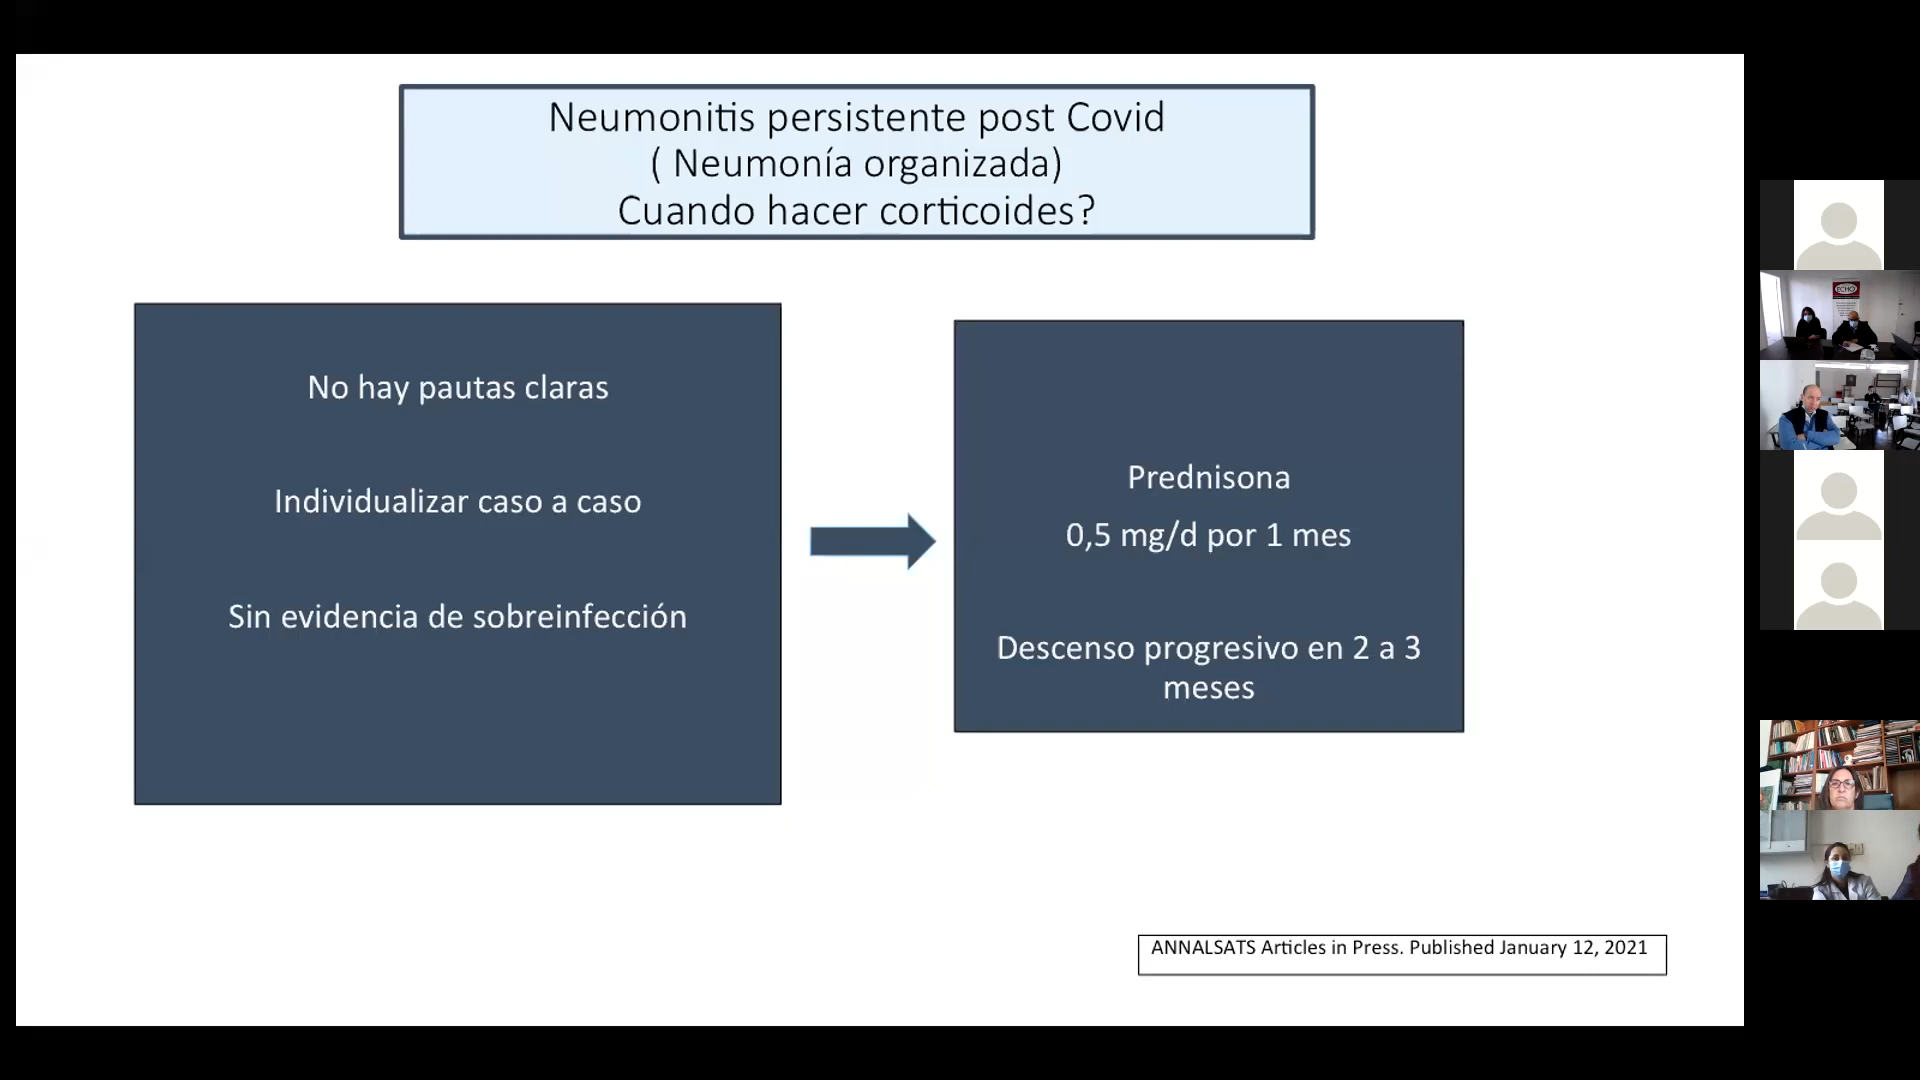 Neumonitis persistente post Covid
( Neumonía organizada)
Cuando hacer corticoides?
No hay pautas claras
Individualizar caso a caso
Sin evidencia de sobreinfección
Prednisona
0,5 mg/d por 1 mes
Descenso progresivo en 2 a 3
meses
ANNALSATS Articles in Press. Published January 12, 2021
ECHO